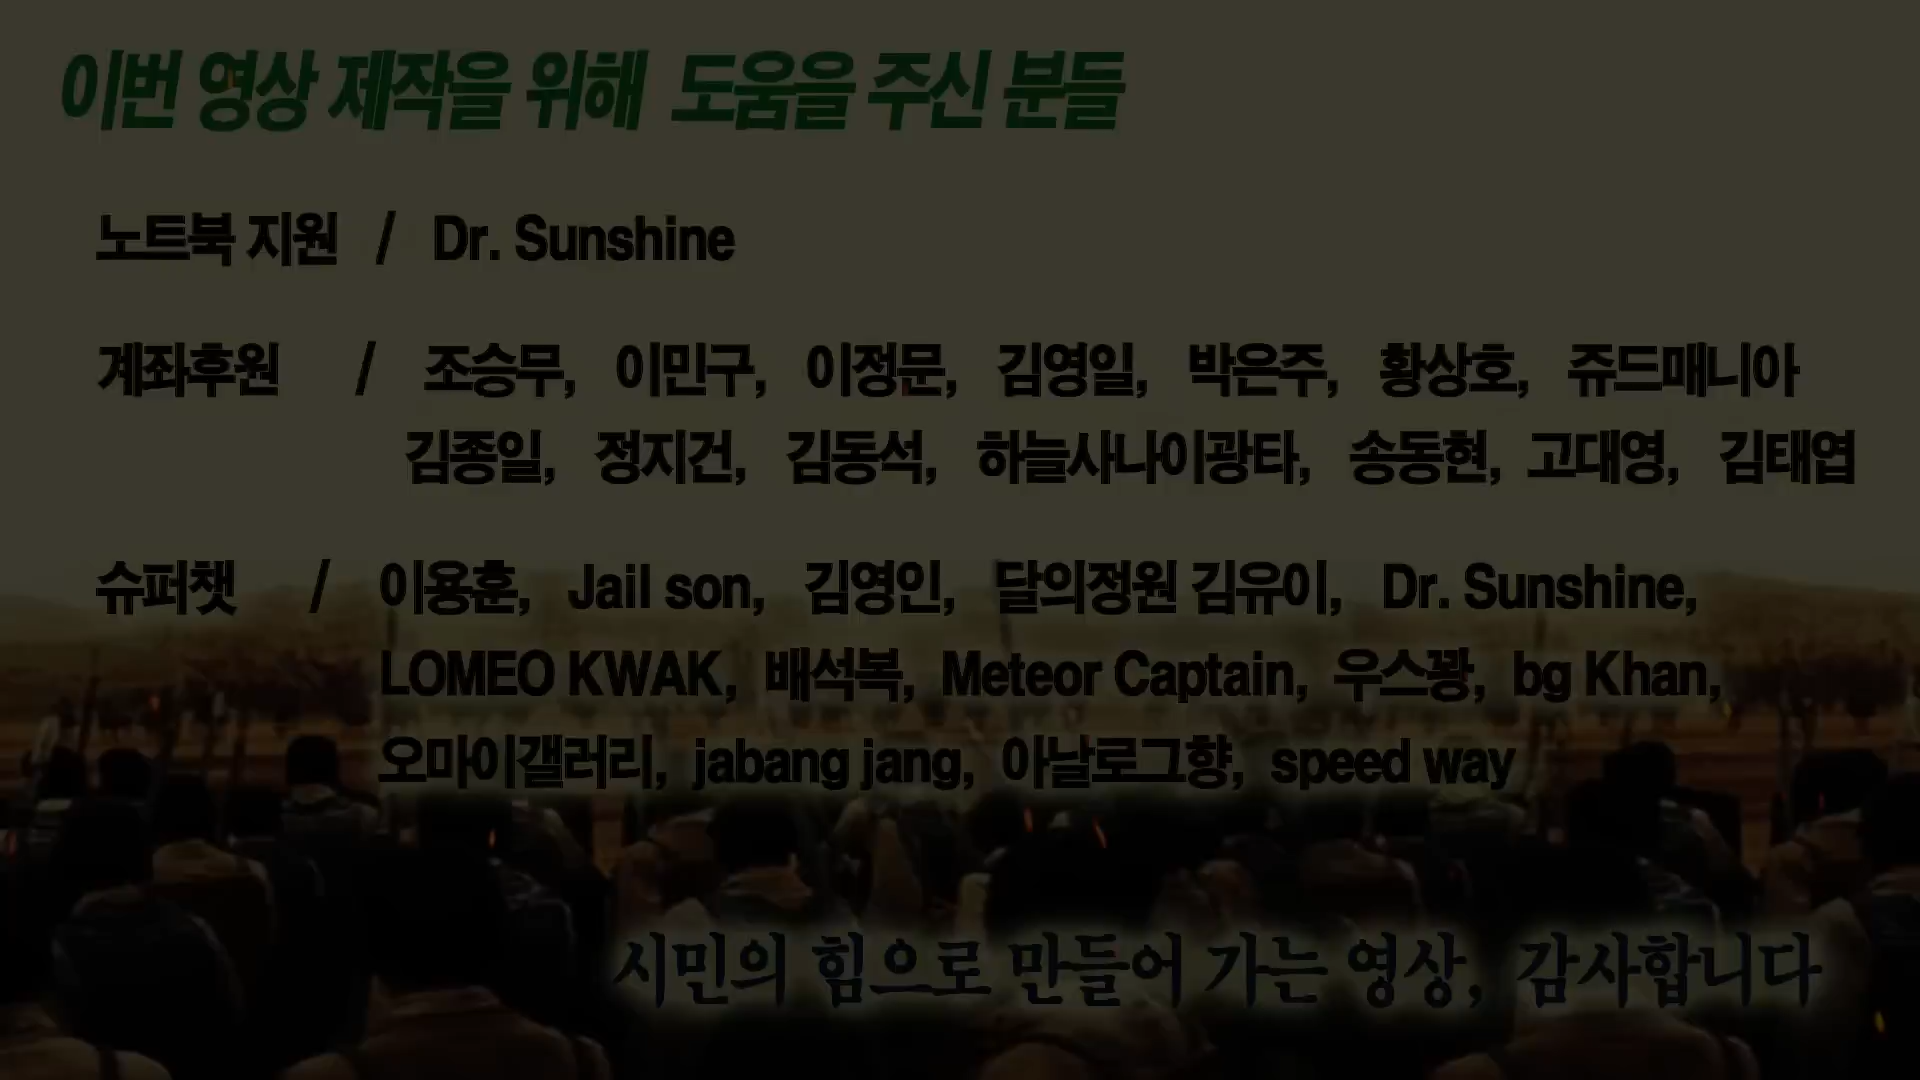 이번 영상 제작을 위해 도움을 주신 분들
노트북 지원 / Dr. Sunshine
계좌후원 / 조승무, 이민구, 이정문, 김영일, 박은주, 황상호, 쥬드매니아
김종일, 정지건, 김동석, 하늘사나이광타, 송동현, 고대영, 김태엽
슈퍼챗 / 이용훈, Jail son, 김영인, 달의정원 김유이, Dr. Sunshine,
LOMEO KWAK, 배석복, Meteor Captain, 우스꽝, bg Khan,
오마이갤러리, jabang jang, 아날로그향, speed way
시민의 힘으로 만들어 가는 영상, 감사합니다